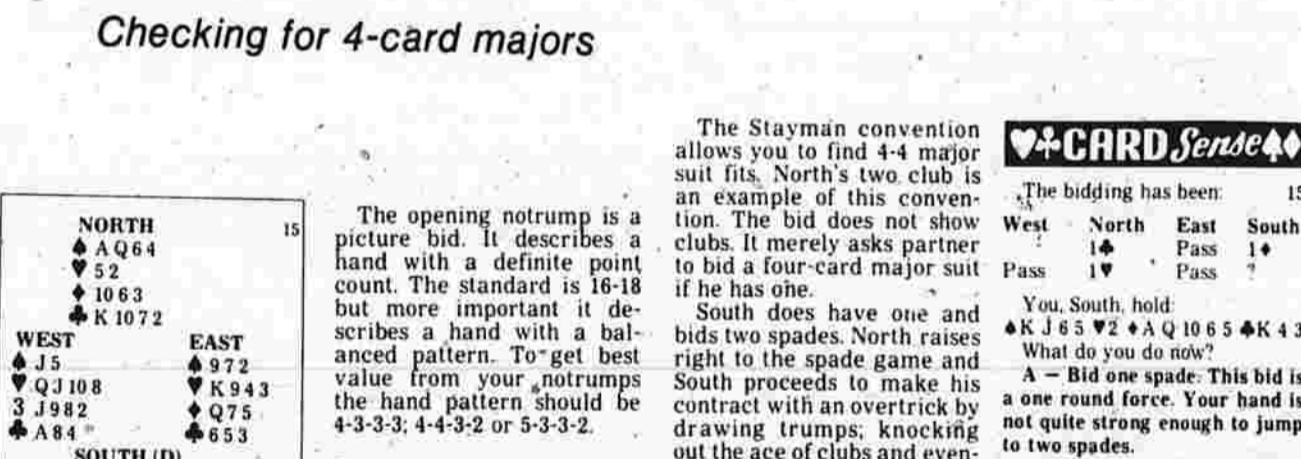 Checking for 4-card majors
NORTH 15
♠ A Q 6 4
♥ 5 2
♦ 10 6 3
♣ K 10 7 2
WEST EAST
♠ J 5 ♠ 9 7 2
♥ Q J 10 8 ♥ K 9 4 3
3 J 9 8 2 ♦ Q 7 5
♣ A 8 4 ♣ 6 5 3
SOUTH (D)
The opening notrump is a
picture bid. It describes a
hand with a definite point
count. The standard is 16-18
but more important it de-
scribes a hand with a bal-
anced pattern. To get best
value from your notrumps
the hand pattern should be
4-3-3-3; 4-4-3-2 or 5-3-3-2.
The Stayman convention
allows you to find 4-4 major
suit fits. North's two club is
an example of this conven-
tion. The bid does not show
clubs. It merely asks partner
to bid a four-card major suit
if he has one.
South does have one and
bids two spades. North raises
right to the spade game and
South proceeds to make his
contract with an overtrick by
drawing trumps; knocking
out the ace of clubs and even-
♥♣CARD Sense♠♦
The bidding has been: 15
West North East South
1♣ Pass 1♦
Pass 1♥ Pass ?
You, South, hold:
♠K J 6 5 ♥2 ♦A Q 10 6 5 ♣K 4 3
What do you do now?
A — Bid one spade. This bid is
a one round force. Your hand is
not quite strong enough to jump
to two spades.